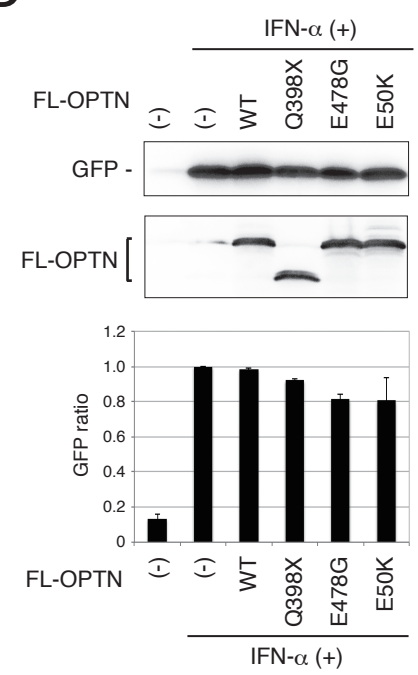 IFN-α (+)
FL-OPTN (-) (-) WT Q398X E478G E50K
GFP -
FL-OPTN [
1.2
1.0
0.8
0.6
0.4
0.2
0
GFP ratio
FL-OPTN (-) (-) WT Q398X E478G E50K
IFN-α (+)